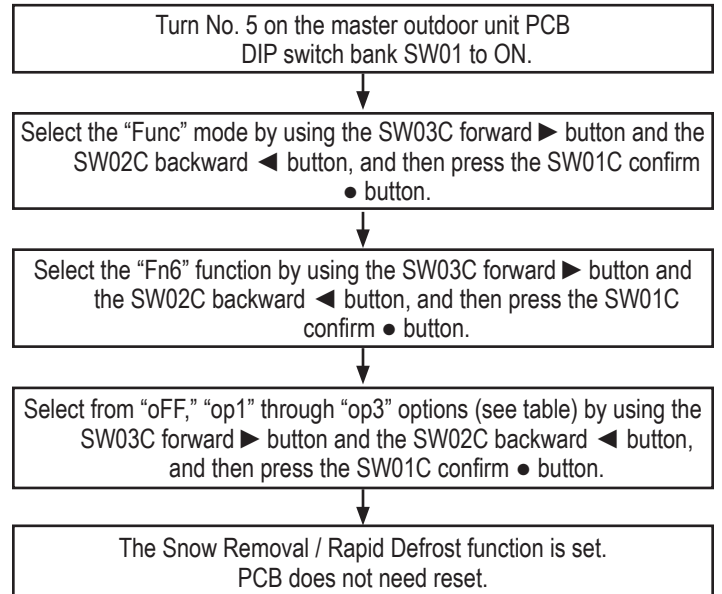 Turn No. 5 on the master outdoor unit PCB
DIP switch bank SW01 to ON.
Select the “Func” mode by using the SW03C forward ► button and the
SW02C backward ◄ button, and then press the SW01C confirm
● button.
Select the “Fn6” function by using the SW03C forward ► button and
the SW02C backward ◄ button, and then press the SW01C
confirm ● button.
Select from “oFF,” “op1” through “op3” options (see table) by using the
SW03C forward ► button and the SW02C backward ◄ button,
and then press the SW01C confirm ● button.
The Snow Removal / Rapid Defrost function is set.
PCB does not need reset.